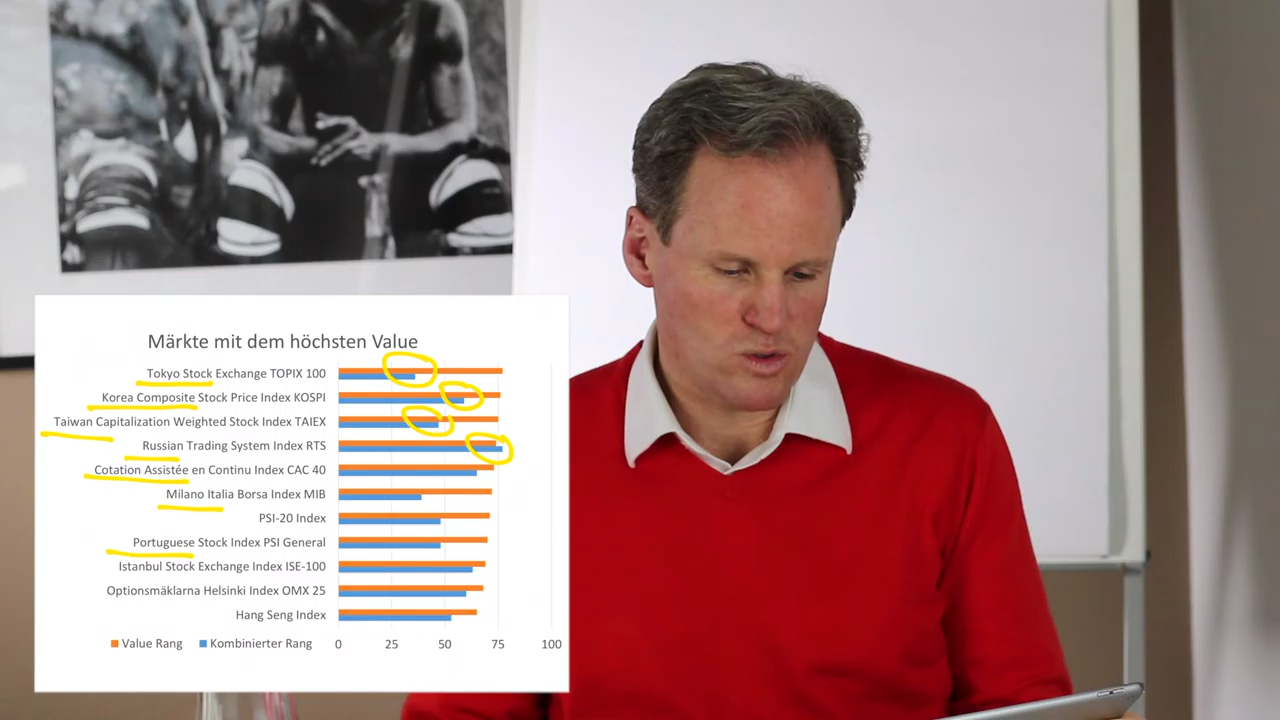 Märkte mit dem höchsten Value
Tokyo Stock Exchange TOPIX 100
Korea Composite Stock Price Index KOSPI
Taiwan Capitalization Weighted Stock Index TAIEX
Russian Trading System Index RTS
Cotation Assistée en Continu Index CAC 40
Milano Italia Borsa Index MIB
PSI-20 Index
Portuguese Stock Index PSI General
Istanbul Stock Exchange Index ISE-100
Optionsmäklarna Helsinki Index OMX 25
Hang Seng Index
Value Rang Kombinierter Rang 0 25 50 75 100